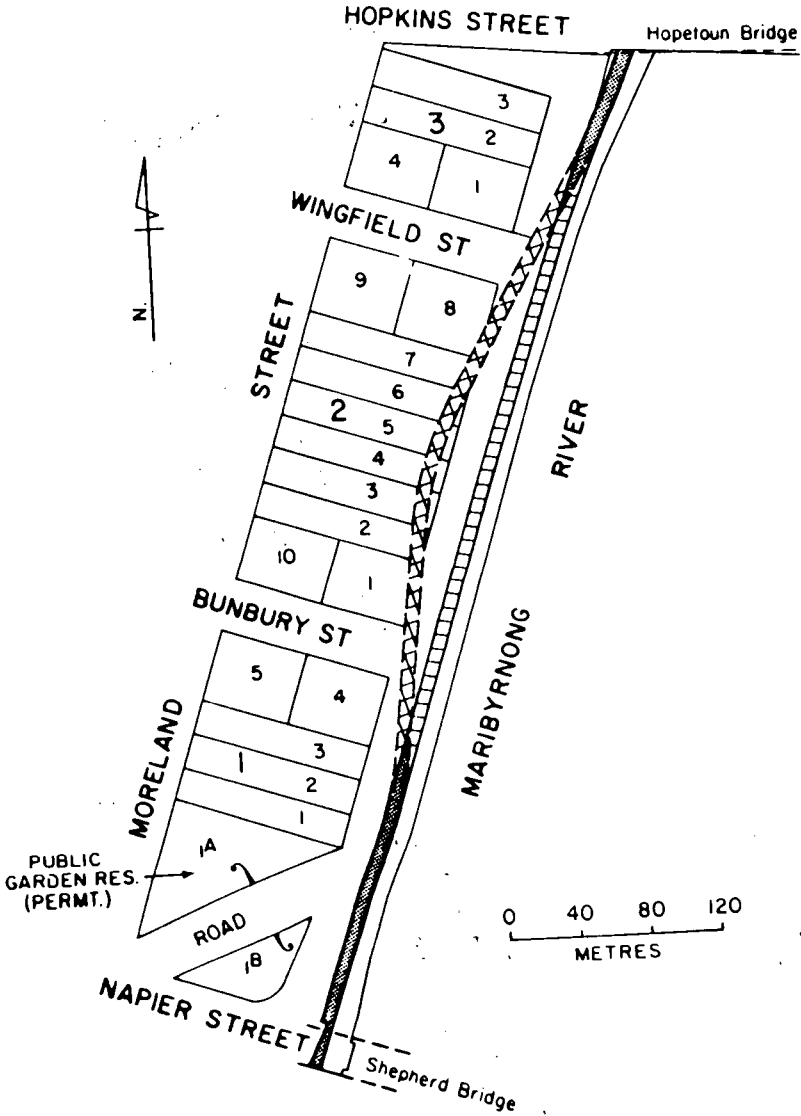 HOPKINS STREET
Hopetoun Bridge
3
3
2
4
1
WINGFIELD ST
N.
9
8
STREET
7
6
2
5
4
3
2
10
1
RIVER
BUNBURY ST
5
4
MARIBYRNONG
MORELAND
3
1
2
1
1A
PUBLIC
GARDEN RES.
(PERMT.)
ROAD
1B
0 40 80 120
METRES
NAPIER STREET
Shepherd Bridge